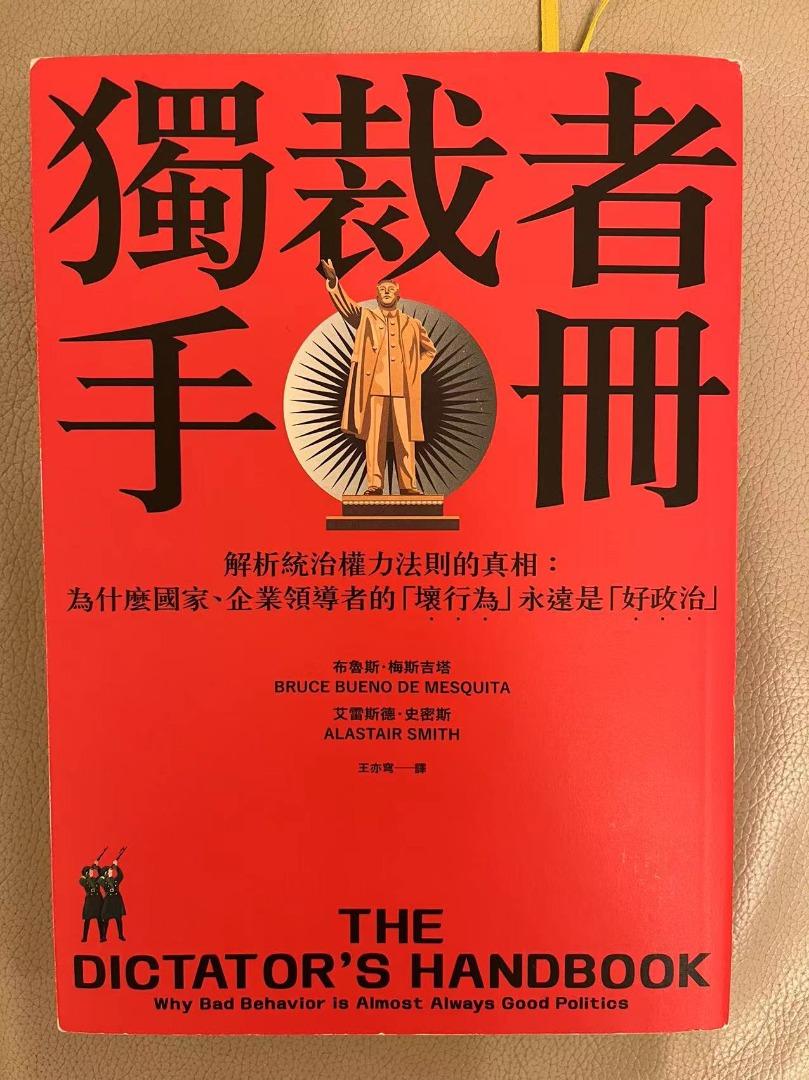 獨裁者
手冊
解析統治權力法則的真相：
為什麼國家、企業領導者的「壞行為」永遠是「好政治」
布魯斯·梅斯吉塔
BRUCE BUENO DE MESQUITA
艾雷斯德·史密斯
ALASTAIR SMITH
王亦穹──譯
THE
DICTATOR'S HANDBOOK
Why Bad Behavior is Almost Always Good Politics